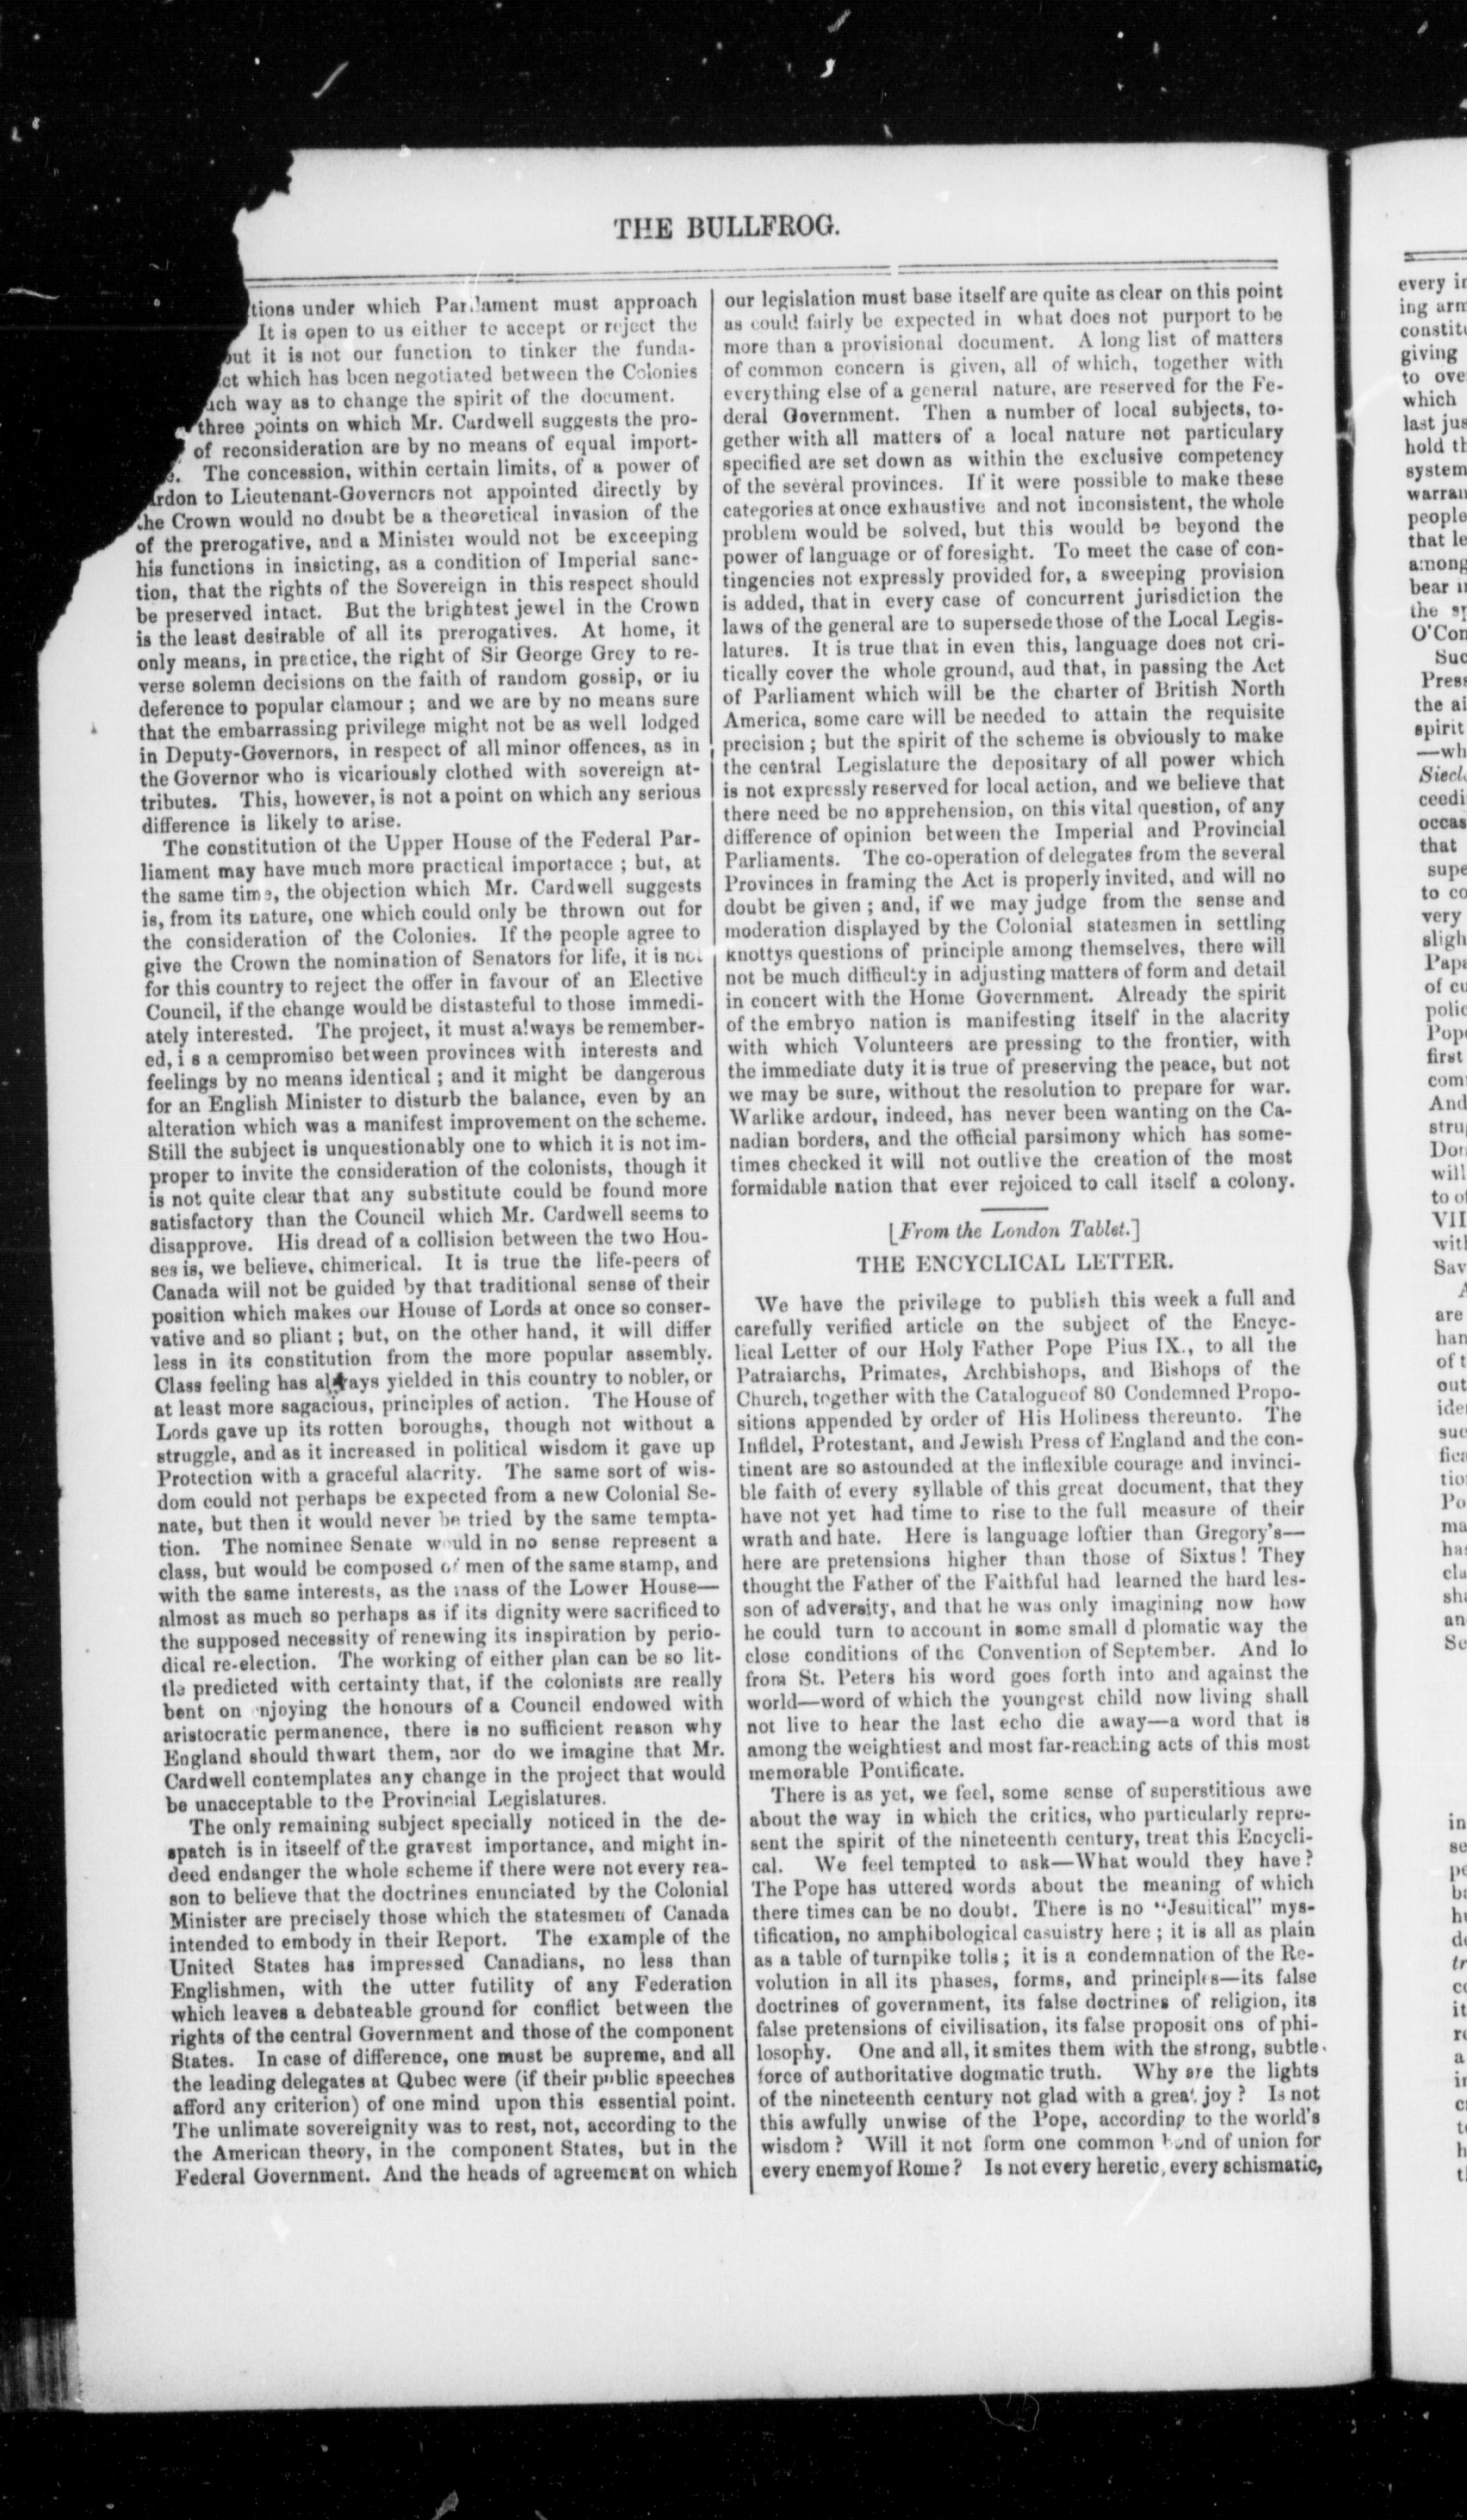 THE BULLFROG.
tions under which Parliament must approach
It is open to us either to accept or reject the
out it is not our function to tinker the funda-
ct which has been negotiated between the Colonies
uch way as to change the spirit of the document.
three points on which Mr. Cardwell suggests the pro-
of reconsideration are by no means of equal import-
The concession, within certain limits, of a power of
ardon to Lieutenant-Governors not appointed directly by
the Crown would no doubt be a theoretical invasion of the
of the prerogative, and a Minister would not be exceeping
his functions in insicting, as a condition of Imperial sanc-
tion, that the rights of the Sovereign in this respect should
be preserved intact. But the brightest jewel in the Crown
is the least desirable of all its prerogatives. At home, it
only means, in practice, the right of Sir George Grey to re-
verse solemn decisions on the faith of random gossip, or iu
deference to popular clamour ; and we are by no means sure
that the embarrassing privilege might not be as well lodged
in Deputy-Governors, in respect of all minor offences, as in
the Governor who is vicariously clothed with sovereign at-
tributes. This, however, is not a point on which any serious
difference is likely to arise.
The constitution ot the Upper House of the Federal Par-
liament may have much more practical importacce ; but, at
the same time, the objection which Mr. Cardwell suggests
is, from its nature, one which could only be thrown out for
the consideration of the Colonies. If the people agree to
give the Crown the nomination of Senators for life, it is not
for this country to reject the offer in favour of an Elective
Council, if the change would be distasteful to those immedi-
ately interested. The project, it must always be remember-
ed, i s a cempromise between provinces with interests and
feelings by no means identical ; and it might be dangerous
for an English Minister to disturb the balance, even by an
alteration which was a manifest improvement on the scheme.
Still the subject is unquestionably one to which it is not im-
proper to invite the consideration of the colonists, though it
is not quite clear that any substitute could be found more
satisfactory than the Council which Mr. Cardwell seems to
disapprove. His dread of a collision between the two Hou-
ses is, we believe, chimerical. It is true the life-peers of
Canada will not be guided by that traditional sense of their
position which makes our House of Lords at once so conser-
vative and so pliant ; but, on the other hand, it will differ
less in its constitution from the more popular assembly.
Class feeling has always yielded in this country to nobler, or
at least more sagacious, principles of action. The House of
Lords gave up its rotten boroughs, though not without a
struggle, and as it increased in political wisdom it gave up
Protection with a graceful alacrity. The same sort of wis-
dom could not perhaps be expected from a new Colonial Se-
nate, but then it would never be tried by the same tempta-
tion. The nominee Senate would in no sense represent a
class, but would be composed of men of the same stamp, and
with the same interests, as the mass of the Lower House—
almost as much so perhaps as if its dignity were sacrificed to
the supposed necessity of renewing its inspiration by perio-
dical re-election. The working of either plan can be so lit-
tle predicted with certainty that, if the colonists are really
bent on njoying the honours of a Council endowed with
aristocratic permanence, there is no sufficient reason why
England should thwart them, nor do we imagine that Mr.
Cardwell contemplates any change in the project that would
be unacceptable to the Provincial Legislatures.
The only remaining subject specially noticed in the de-
spatch is in itseelf of the gravest importance, and might in-
deed endanger the whole scheme if there were not every rea-
son to believe that the doctrines enunciated by the Colonial
Minister are precisely those which the statesmen of Canada
intended to embody in their Report. The example of the
United States has impressed Canadians, no less than
Englishmen, with the utter futility of any Federation
which leaves a debateable ground for conflict between the
rights of the central Government and those of the component
States. In case of difference, one must be supreme, and all
the leading delegates at Qubec were (if their public speeches
afford any criterion) of one mind upon this essential point.
The unlimate sovereignity was to rest, not, according to the
the American theory, in the component States, but in the
Federal Government. And the heads of agreement on which
our legislation must base itself are quite as clear on this point
as could fairly be expected in what does not purport to be
more than a provisional document. A long list of matters
of common concern is given, all of which, together with
everything else of a general nature, are reserved for the Fe-
deral Government. Then a number of local subjects, to-
gether with all matters of a local nature not particulary
specified are set down as within the exclusive competency
of the several provinces. If it were possible to make these
categories at once exhaustive and not inconsistent, the whole
problem would be solved, but this would be beyond the
power of language or of foresight. To meet the case of con-
tingencies not expressly provided for, a sweeping provision
is added, that in every case of concurrent jurisdiction the
laws of the general are to supersede those of the Local Legis-
latures. It is true that in even this, language does not cri-
tically cover the whole ground, aud that, in passing the Act
of Parliament which will be the charter of British North
America, some care will be needed to attain the requisite
precision ; but the spirit of the scheme is obviously to make
the central Legislature the depositary of all power which
is not expressly reserved for local action, and we believe that
there need be no apprehension, on this vital question, of any
difference of opinion between the Imperial and Provincial
Parliaments. The co-operation of delegates from the several
Provinces in framing the Act is properly invited, and will no
doubt be given ; and, if we may judge from the sense and
moderation displayed by the Colonial statesmen in settling
knottys questions of principle among themselves, there will
not be much difficulty in adjusting matters of form and detail
in concert with the Home Government. Already the spirit
of the embryo nation is manifesting itself in the alacrity
with which Volunteers are pressing to the frontier, with
the immediate duty it is true of preserving the peace, but not
we may be sure, without the resolution to prepare for war.
Warlike ardour, indeed, has never been wanting on the Ca-
nadian borders, and the official parsimony which has some-
times checked it will not outlive the creation of the most
formidable nation that ever rejoiced to call itself a colony.
[From the London Tablet.]
THE ENCYCLICAL LETTER.
We have the privilege to publish this week a full and
carefully verified article on the subject of the Encyc-
lical Letter of our Holy Father Pope Pius IX., to all the
Patraiarchs, Primates, Archbishops, and Bishops of the
Church, together with the Catalogueof 80 Condemned Propo-
sitions appended by order of His Holiness thereunto. The
Infidel, Protestant, and Jewish Press of England and the con-
tinent are so astounded at the inflexible courage and invinci-
ble faith of every syllable of this great document, that they
have not yet had time to rise to the full measure of their
wrath and hate. Here is language loftier than Gregory's—
here are pretensions higher than those of Sixtus! They
thought the Father of the Faithful had learned the hard les-
son of adversity, and that he was only imagining now how
he could turn to account in some small d plomatic way the
close conditions of the Convention of September. And lo
from St. Peters his word goes forth into and against the
world—word of which the youngest child now living shall
not live to hear the last echo die away—a word that is
among the weightiest and most far-reaching acts of this most
memorable Pontificate.
There is as yet, we feel, some sense of superstitious awe
about the way in which the critics, who particularly repre-
sent the spirit of the nineteenth century, treat this Encycli-
cal. We feel tempted to ask—What would they have?
The Pope has uttered words about the meaning of which
there times can be no doubt. There is no "Jesuitical" mys-
tification, no amphibological casuistry here ; it is all as plain
as a table of turnpike tolls ; it is a condemnation of the Re-
volution in all its phases, forms, and principles—its false
doctrines of government, its false doctrines of religion, its
false pretensions of civilisation, its false proposit ons of phi-
losophy. One and all, it smites them with the strong, subtle
force of authoritative dogmatic truth. Why are the lights
of the nineteenth century not glad with a great joy ? Is not
this awfully unwise of the Pope, according to the world's
wisdom ? Will it not form one common bond of union for
every enemyof Rome ? Is not every heretic, every schismatic,